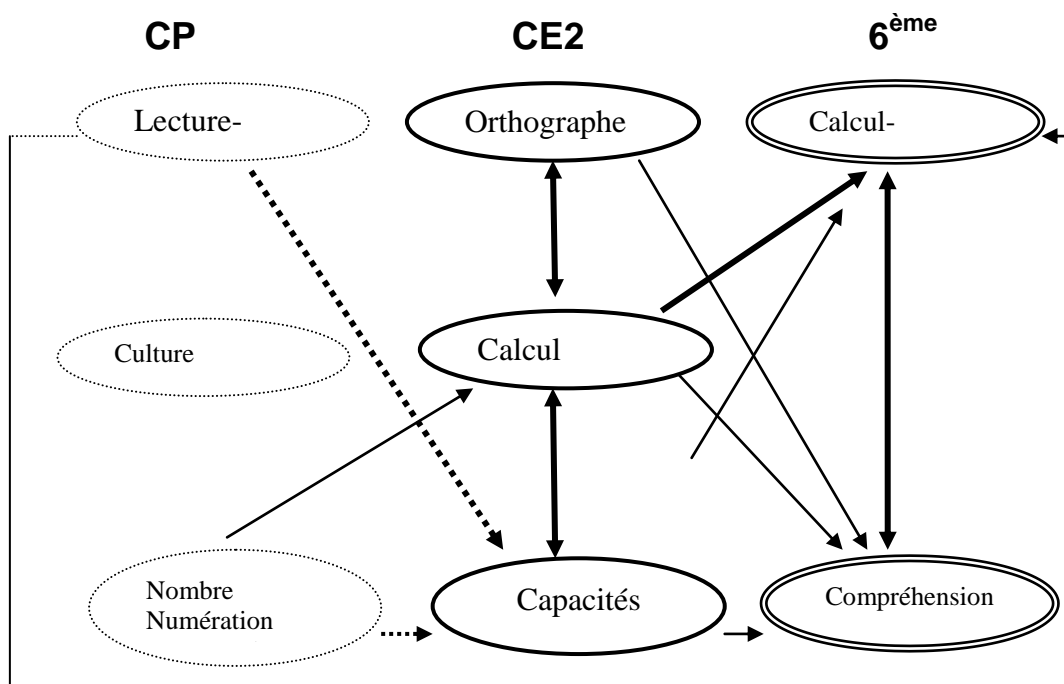 CP CE2 6ème
Lecture- Orthographe Calcul-
Culture Calcul
Nombre
Numération Capacités Compréhension